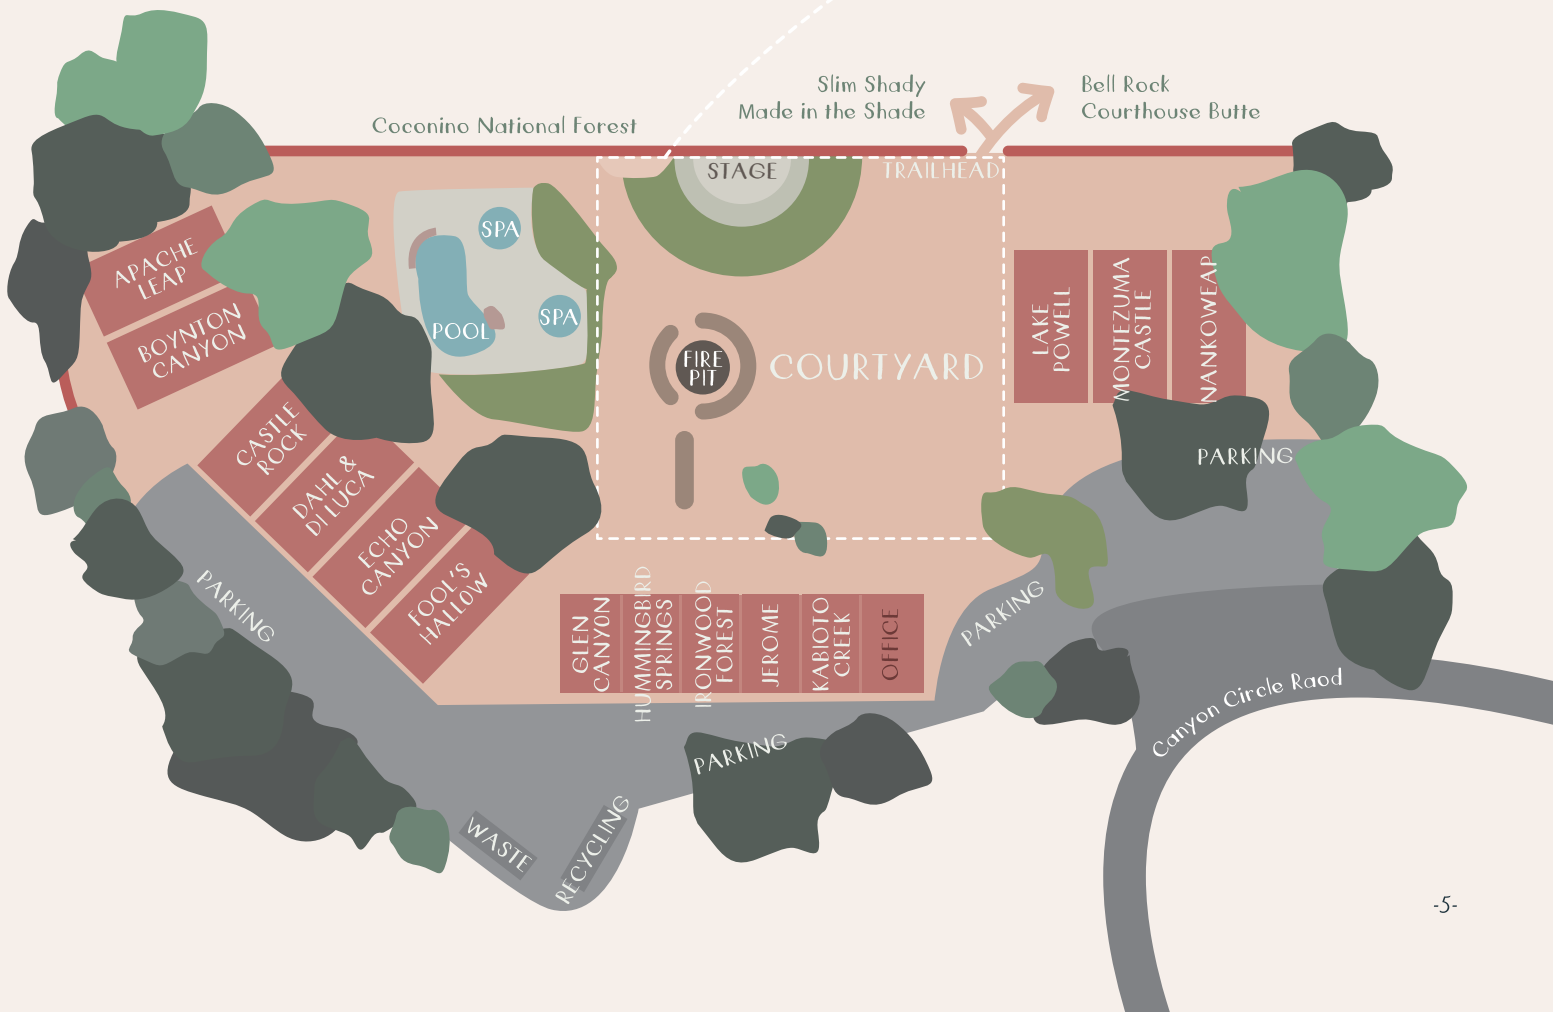 Slim Shady
Made in the Shade
Bell Rock
Courthouse Butte
Coconino National Forest
STAGE
TRAILHEAD
SPA
SPA
POOL
APACHE
LEAP
BOYNTON
CANYON
FIRE
PIT
COURTYARD
LAKE
POWELL
MONTEZUMA
CASTLE
NANKOWEAP
CASTLE
ROCK
DAHL &
DI LUCA
ECHO
CANYON
FOOL'S
HALLOW
PARKING
PARKING
PARKING
GLEN
CANYON
HUMMINGBIRD
SPRINGS
IRONWOOD
FOREST
JEROME
KABIOTO
CREEK
OFFICE
Canyon Circle Raod
PARKING
WASTE
RECYCLING
-5-